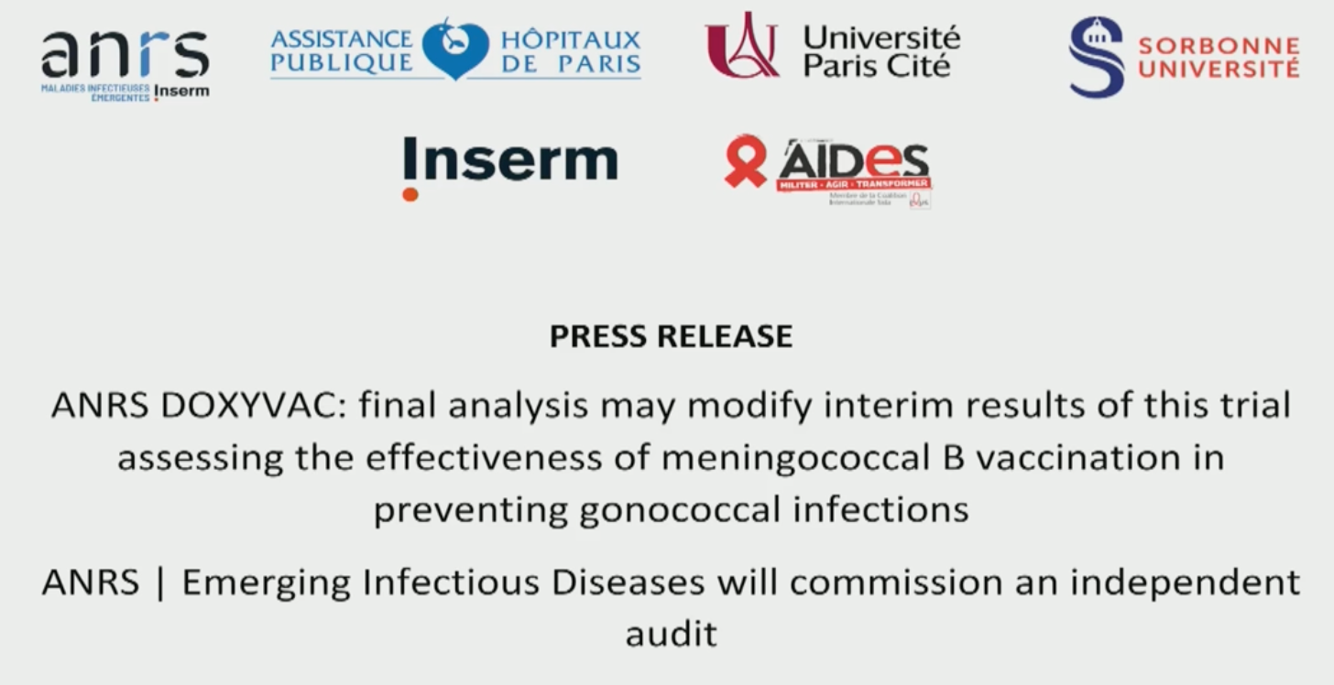 anrs
MALADIES INFECTIEUSES
ÉMERGENTES Inserm
ASSISTANCE
PUBLIQUE
HÔPITAUX
DE PARIS
Université
Paris Cité
SORBONNE
UNIVERSITÉ
Inserm
AIDeS
MILITER - AGIR - TRANSFORMER
Membre de la Coalition
Internationale Sida
PRESS RELEASE
ANRS DOXYVAC: final analysis may modify interim results of this trial
assessing the effectiveness of meningococcal B vaccination in
preventing gonococcal infections
ANRS | Emerging Infectious Diseases will commission an independent
audit